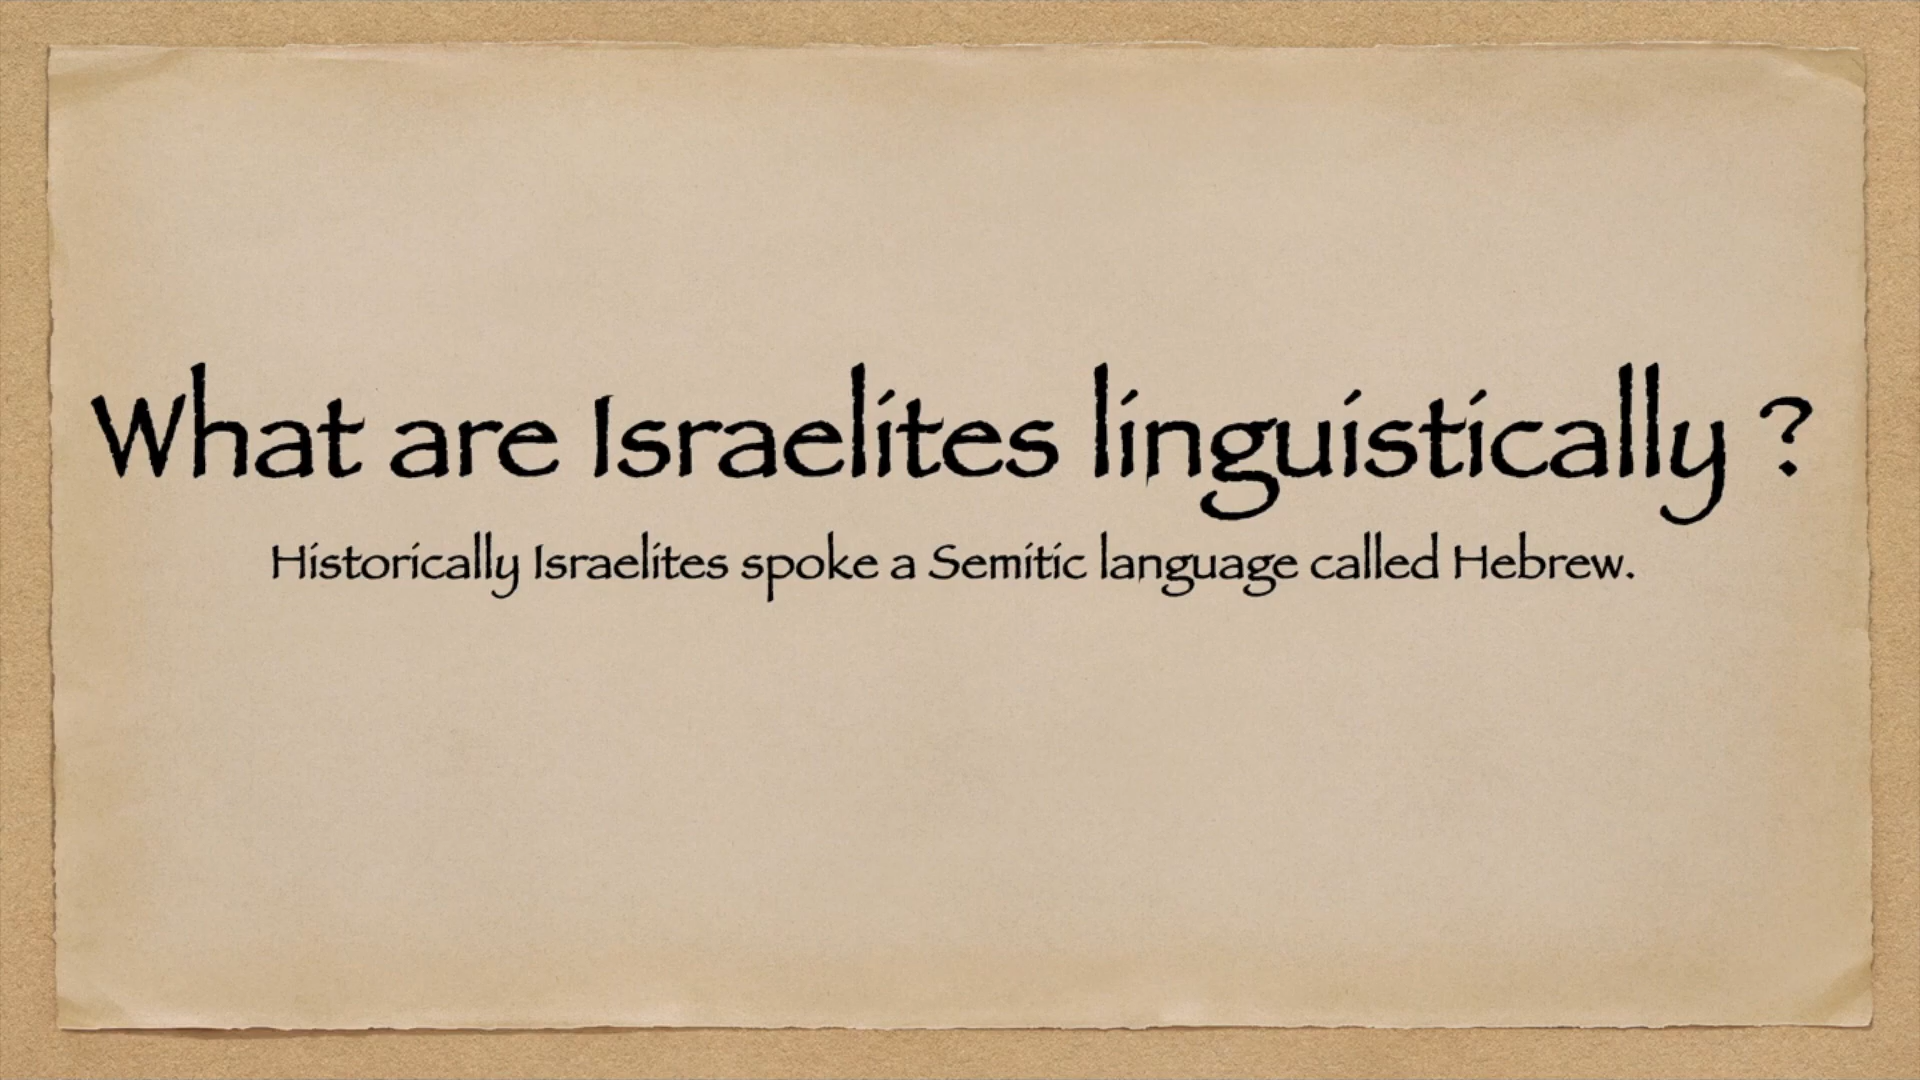 What are Israelites linguistically ?
Historically Israelites spoke a Semitic language called Hebrew.